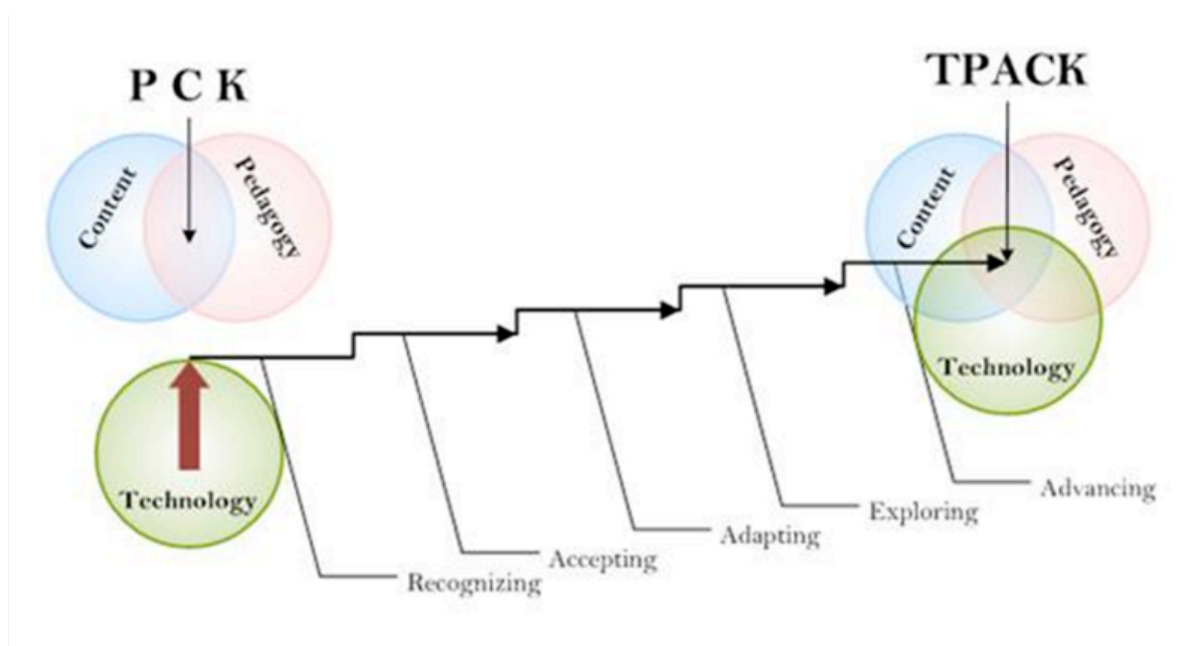 P C K
TPACK
Content
Pedagogy
Content
Pedagogy
Technology
Technology
Advancing
Exploring
Adapting
Accepting
Recognizing